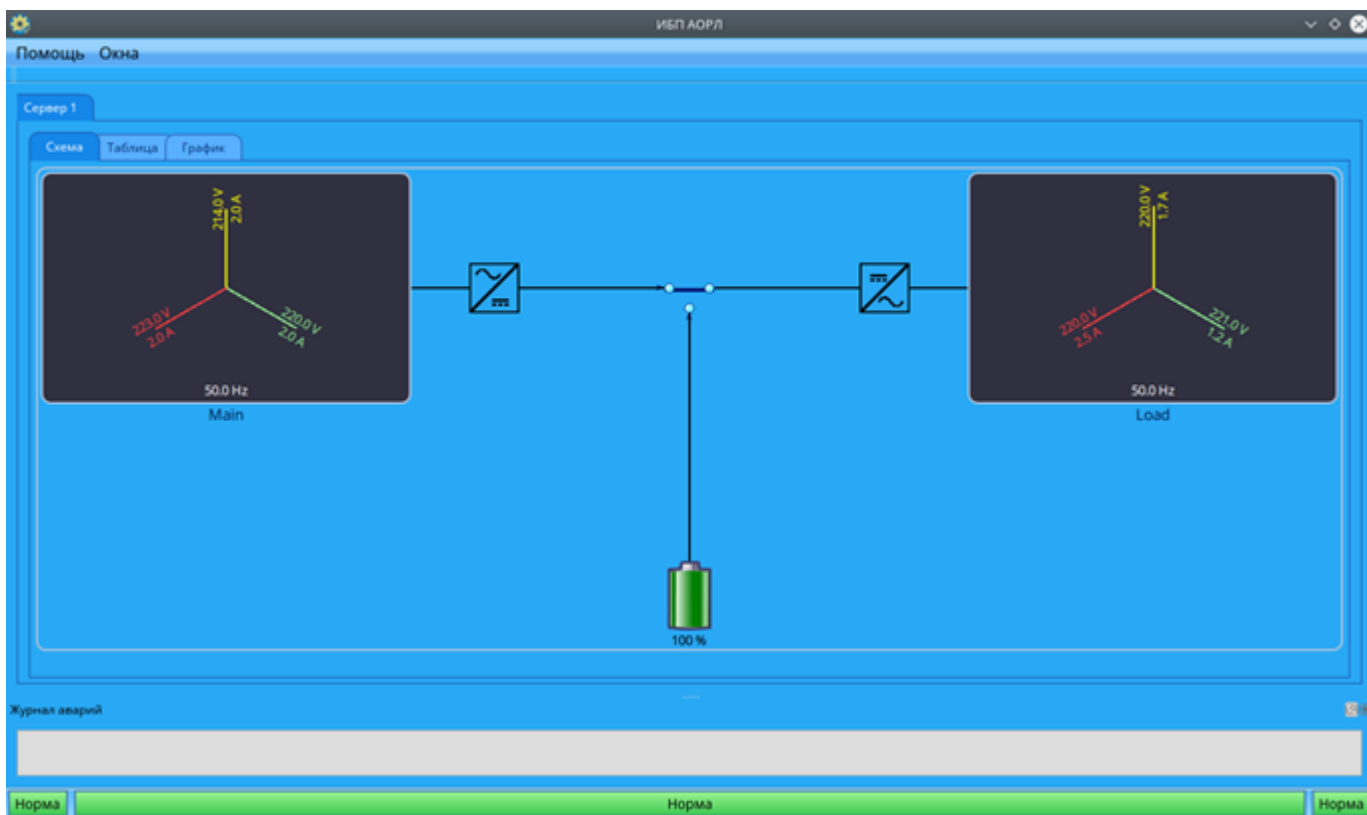 ИБП АОРЛ
Помощь Окна
Сервер 1
Схема Таблица График
214.0 V
2.0 A
223.0 V
2.0 A
220.0 V
2.0 A
50.0 Hz
Main
220.0 V
1.7 A
220.0 V
2.5 A
221.0 V
1.2 A
50.0 Hz
Load
100 %
Журнал аварий
Норма Норма Норма